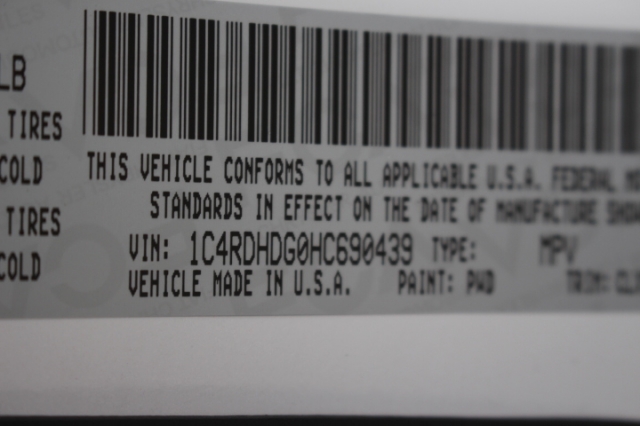 LB
TIRES
COLD
TIRES
COLD
THIS VEHICLE CONFORMS TO ALL APPLICABLE U.S.A. FEDERAL
STANDARDS IN EFFECT ON THE DATE OF MANUFACTURE
VIN: 1C4RDHDG0HC690439 TYPE: MPV
VEHICLE MADE IN U.S.A. PAINT: PWD TRIM: